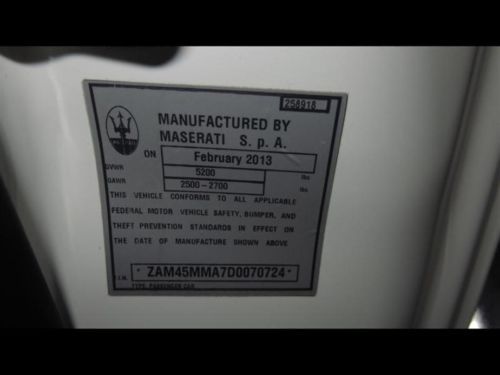 258918
MANUFACTURED BY
MASERATI S. p. A.
ON February 2013
GVWR 5200 lbs
GAWR 2500-2700 lbs
THIS VEHICLE CONFORMS TO ALL APPLICABLE
FEDERAL MOTOR VEHICLE SAFETY, BUMPER, AND
THEFT PREVENTION STANDARDS IN EFFECT ON
THE DATE OF MANUFACTURE SHOWN ABOVE
V.I.N. * ZAM45MMA7D0070724 *
TYPE: PASSENGER CAR